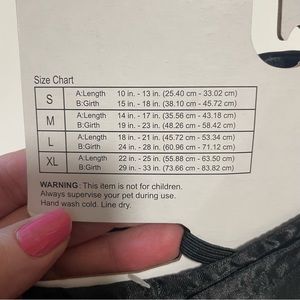 Size Chart
S A:Length 10 in. - 13 in. (25.40 cm - 33.02 cm)
B:Girth 15 in. - 18 in. (38.10 cm - 45.72 cm)
M A:Length 14 in. - 17 in. (35.56 cm - 43.18 cm)
B:Girth 19 in. - 23 in. (48.26 cm - 58.42 cm)
L A:Length 18 in. - 21 in. (45.72 cm - 53.34 cm)
B:Girth 24 in. - 28 in. (60.96 cm - 71.12 cm)
XL A:Length 22 in. - 25 in. (55.88 cm - 63.50 cm)
B:Girth 29 in. - 33 in. (73.66 cm - 83.82 cm)
WARNING: This item is not for children.
Always supervise your pet during use.
Hand wash cold. Line dry.